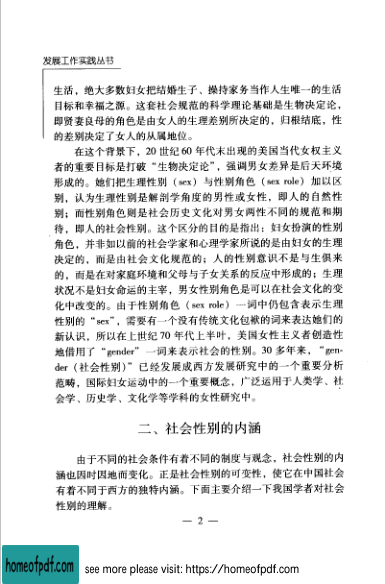 发展工作实践丛书
生活，绝大多数妇女把结婚生子、操持家务当作人生唯一的生活
目标和幸福之源。这套社会规范的科学理论基础是生物决定论，
即贤妻良母的角色是由女人的生理差别所决定的，归根结底，性
的差别决定了女人的从属地位。
在这个背景下，20 世纪 60 年代末出现的美国当代女权主义
者的重要目标是打破“生物决定论”，强调男女差异是后天环境
形成的。她们把生理性别（sex）与性别角色（sex role）加以区
别，认为生理性别是解剖学角度的男性或女性，即人的自然性
别；而性别角色则是社会历史文化对男女两性不同的规范和期
待，即人的社会性别。这个区分的目的是指出：妇女扮演的性别
角色，并非如以前的社会学家和心理学家所说的是由妇女的生理
决定的，而是由社会文化规范的；人的性别意识不是与生俱来
的，而是在对家庭环境和父母与子女关系的反应中形成的；生理
状况不是妇女命运的主宰，男女性别角色是可以在社会文化的变
化中改变的。由于性别角色（sex role）一词中仍包含表示生理
性别的“sex”，需要有一个没有传统文化包袱的词来表达她们的
新认识，所以在上世纪 70 年代上半叶，美国女性主义者创造性
地借用了“gender”一词来表示社会的性别。30 多年来，“gen-
der（社会性别）”已经发展成西方发展研究中的一个重要分析
范畴，国际妇女运动中的一个重要概念，广泛运用于人类学、社
会学、历史学、文化学等学科的女性研究中。
二、社会性别的内涵
由于不同的社会条件有着不同的制度与观念，社会性别的内
涵也因时因地而变化。正是社会性别的可变性，使它在中国社会
有着不同于西方的独特内涵。下面主要介绍一下我国学者对社会
性别的理解。
— 2 —
homeofpdf.com
see more please visit: https://homeofpdf.com